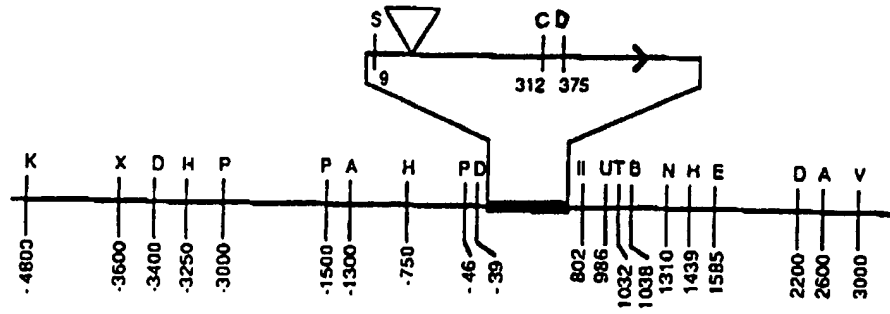 S C D
9 312 375
K X D H P P A H P D II U T B N H E D A V
-4800 -3600 -3400 -3250 -3000 -1500 -1300 -750 -46 -39 802 986 1032 1038 1310 1439 1585 2200 2600 3000